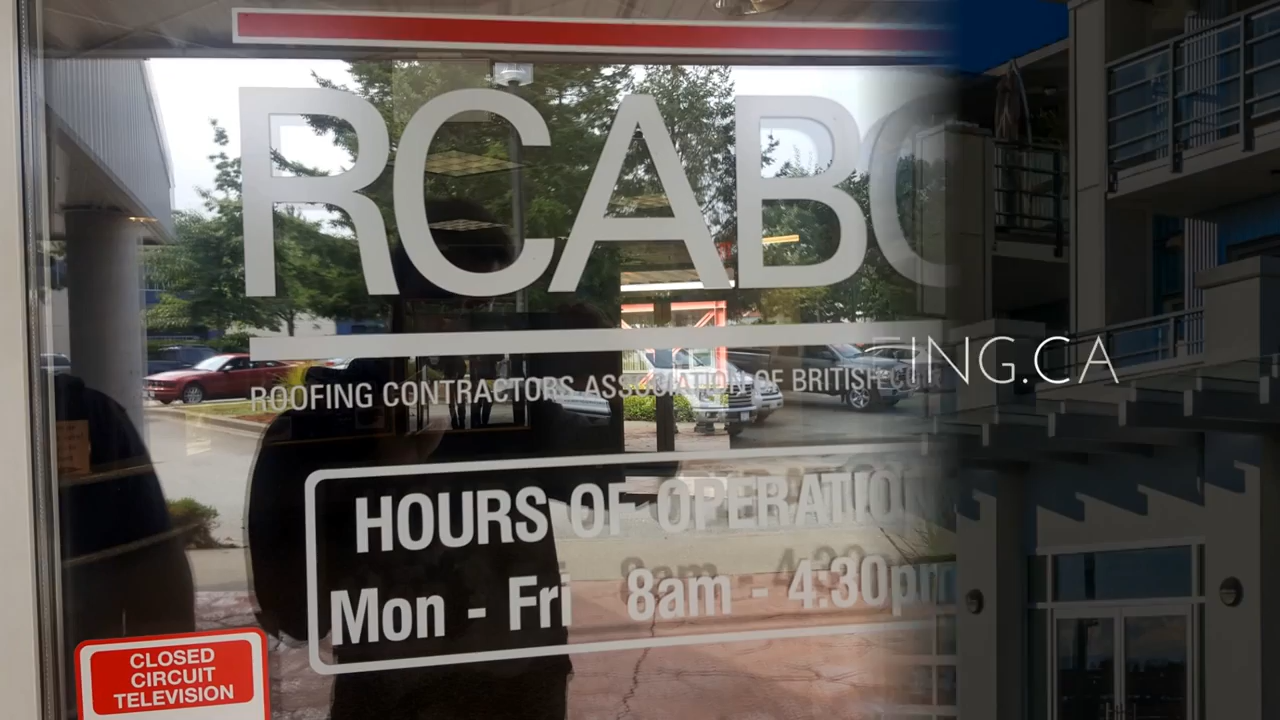 RCABC
ROOFING CONTRACTORS ASSOCIATION OF BRITISH
ING.CA
HOURS OF OPERATION
Mon - Fri 8am - 4:30pm
CLOSED
CIRCUIT
TELEVISION